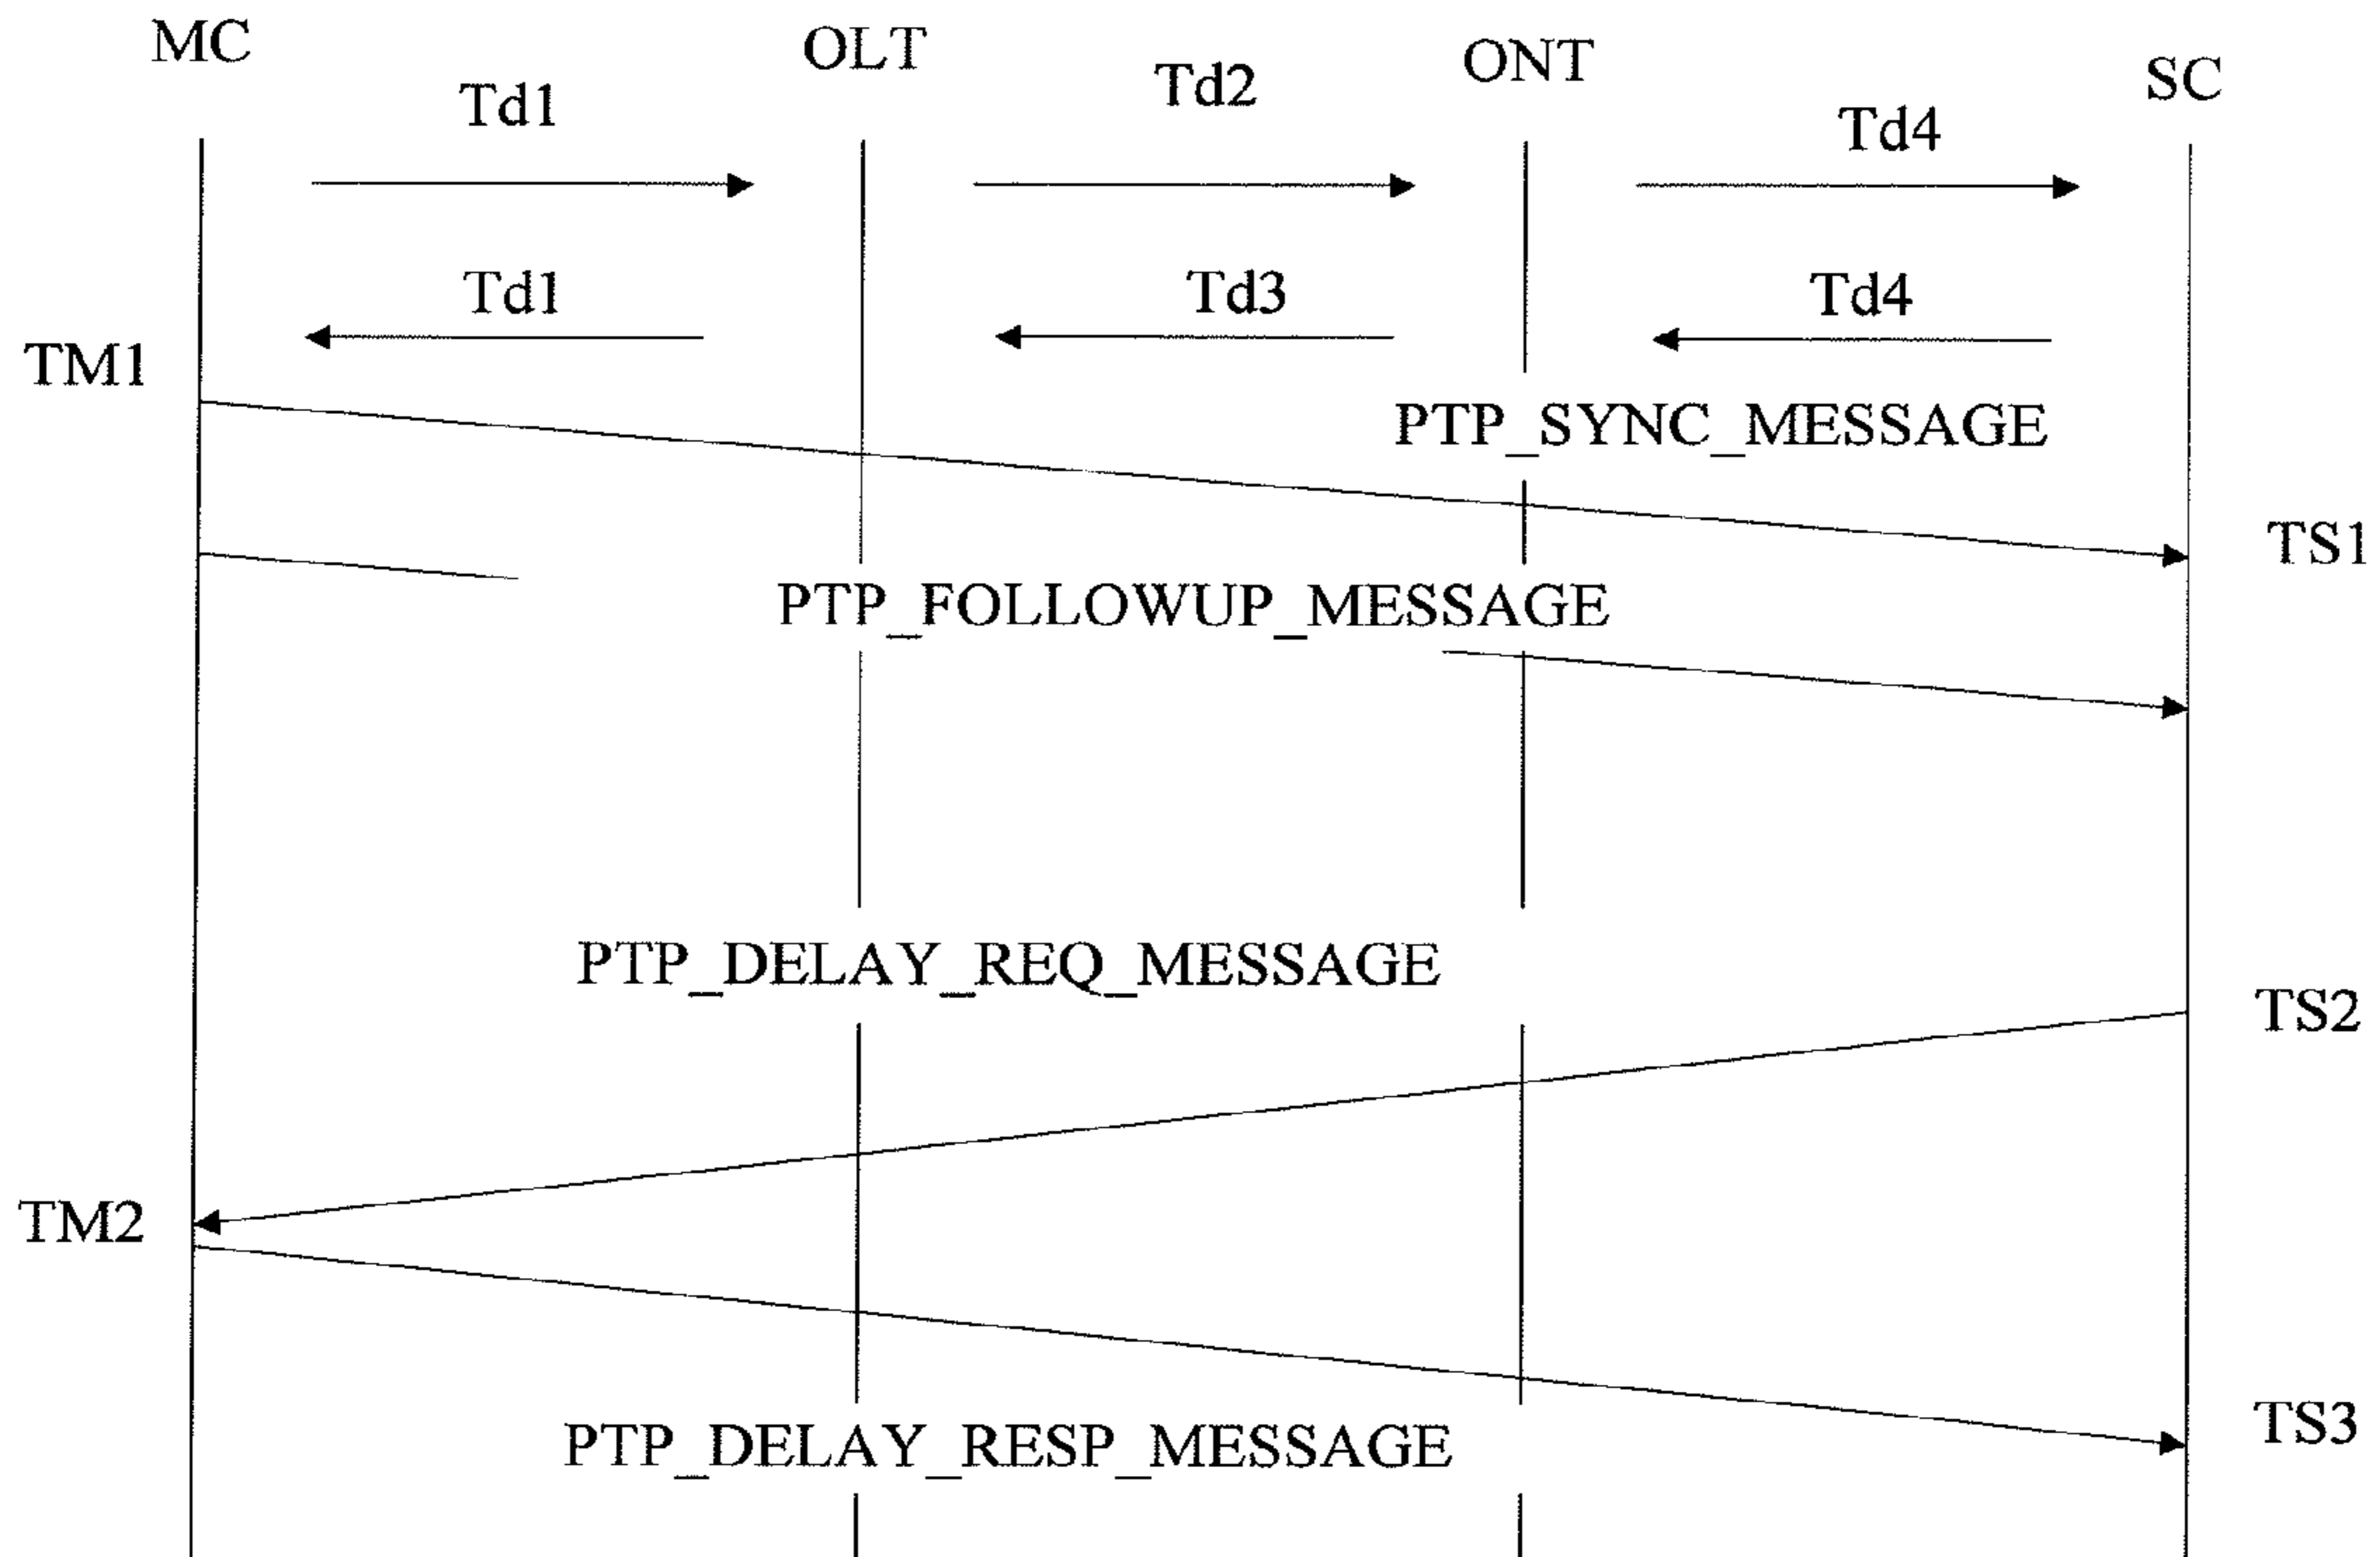 MC
OLT
ONT
SC
Td1
Td2
Td4
Td1
Td3
Td4
TM1
PTP_SYNC_MESSAGE
TS1
PTP_FOLLOWUP_MESSAGE
PTP_DELAY_REQ_MESSAGE
TS2
TM2
PTP_DELAY_RESP_MESSAGE
TS3